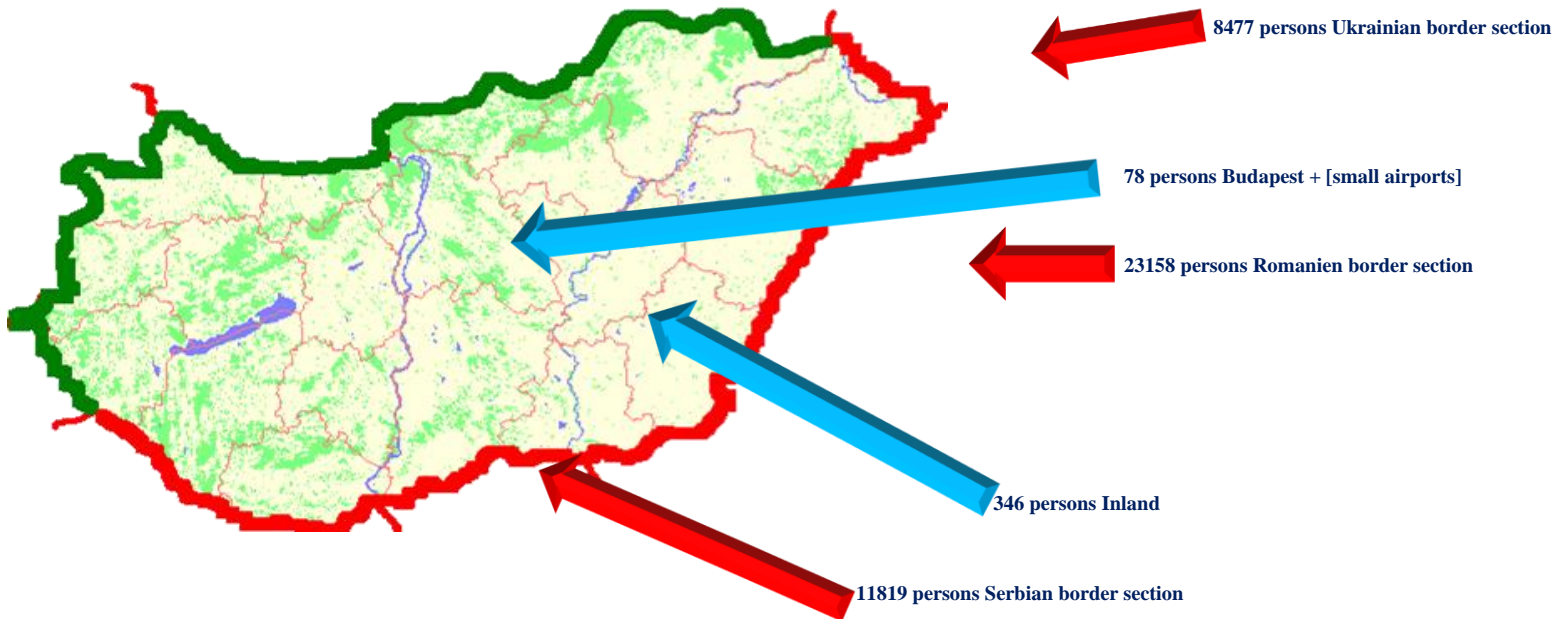 8477 persons Ukrainian border section
78 persons Budapest + [small airports]
23158 persons Romanien border section
346 persons Inland
11819 persons Serbian border section